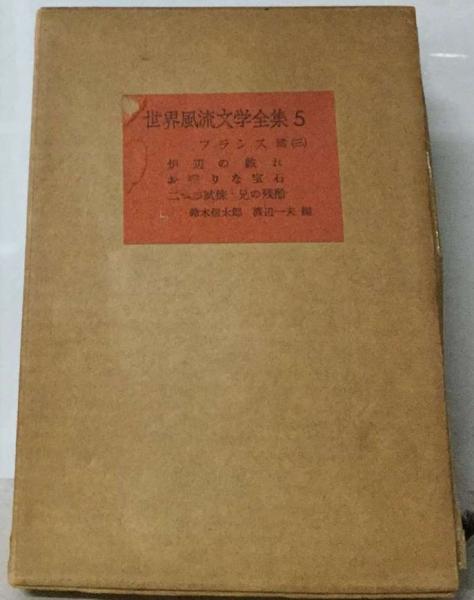 世界風流文学全集 5
フランス篇(三)
炉辺の戯れ
お喋りな宝石
二つの試煉・兄の残酷
鈴木信太郎 渡辺一夫 編